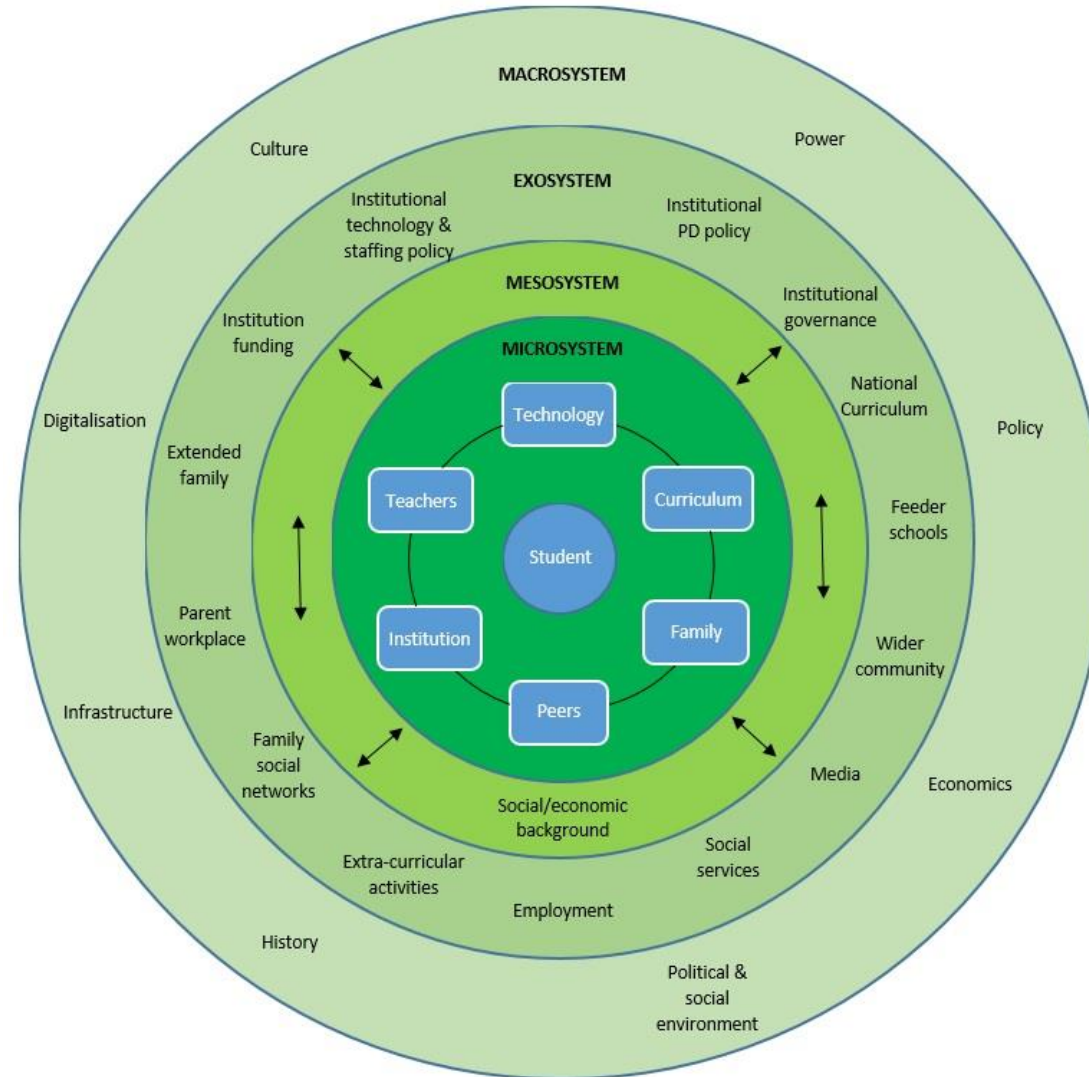 MACROSYSTEM
Culture
Power
EXOSYSTEM
Institutional
technology &
staffing policy
Institutional
PD policy
MESOSYSTEM
Institution
funding
Institutional
governance
MICROSYSTEM
National
Curriculum
Technology
Digitalisation
Policy
Extended
family
Teachers
Curriculum
Feeder
schools
Student
Parent
workplace
Institution
Family
Wider
community
Infrastructure
Peers
Family
social
networks
Media
Economics
Social/economic
background
Social
services
Extra-curricular
activities
Employment
History
Political &
social
environment